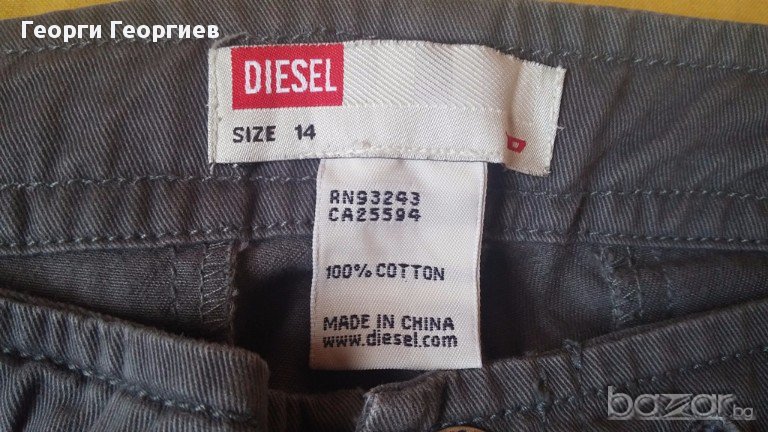 Георги Георгиев
DIESEL
SIZE 14
D
RN93243
CA25594
100% COTTON
MADE IN CHINA
www.diesel.com
bazar.bg